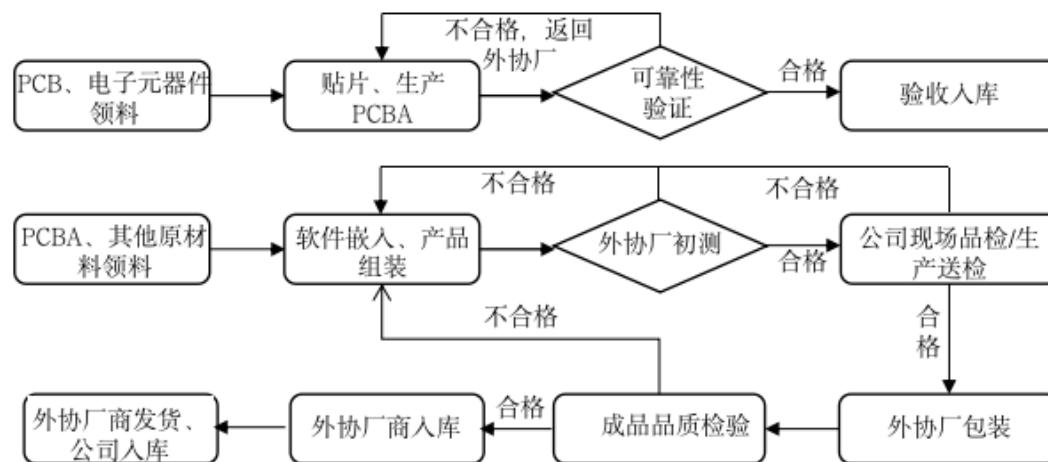 不合格，返回
外协厂
PCB、电子元器件
领料
贴片、生产
PCBA
可靠性
验证
合格
验收入库
不合格
不合格
PCBA、其他原材
料领料
软件嵌入、产品
组装
外协厂初测
合格
公司现场品检/生
产送检
不合格
合
格
外协厂商发货、
公司入库
外协厂商入库
合格
成品品质检验
外协厂包装